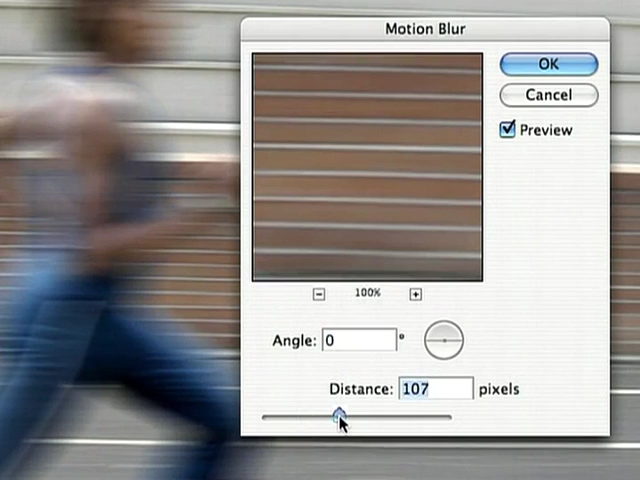 Motion Blur
OK
Cancel
Preview
100%
Angle: 0 °
Distance: 107 pixels